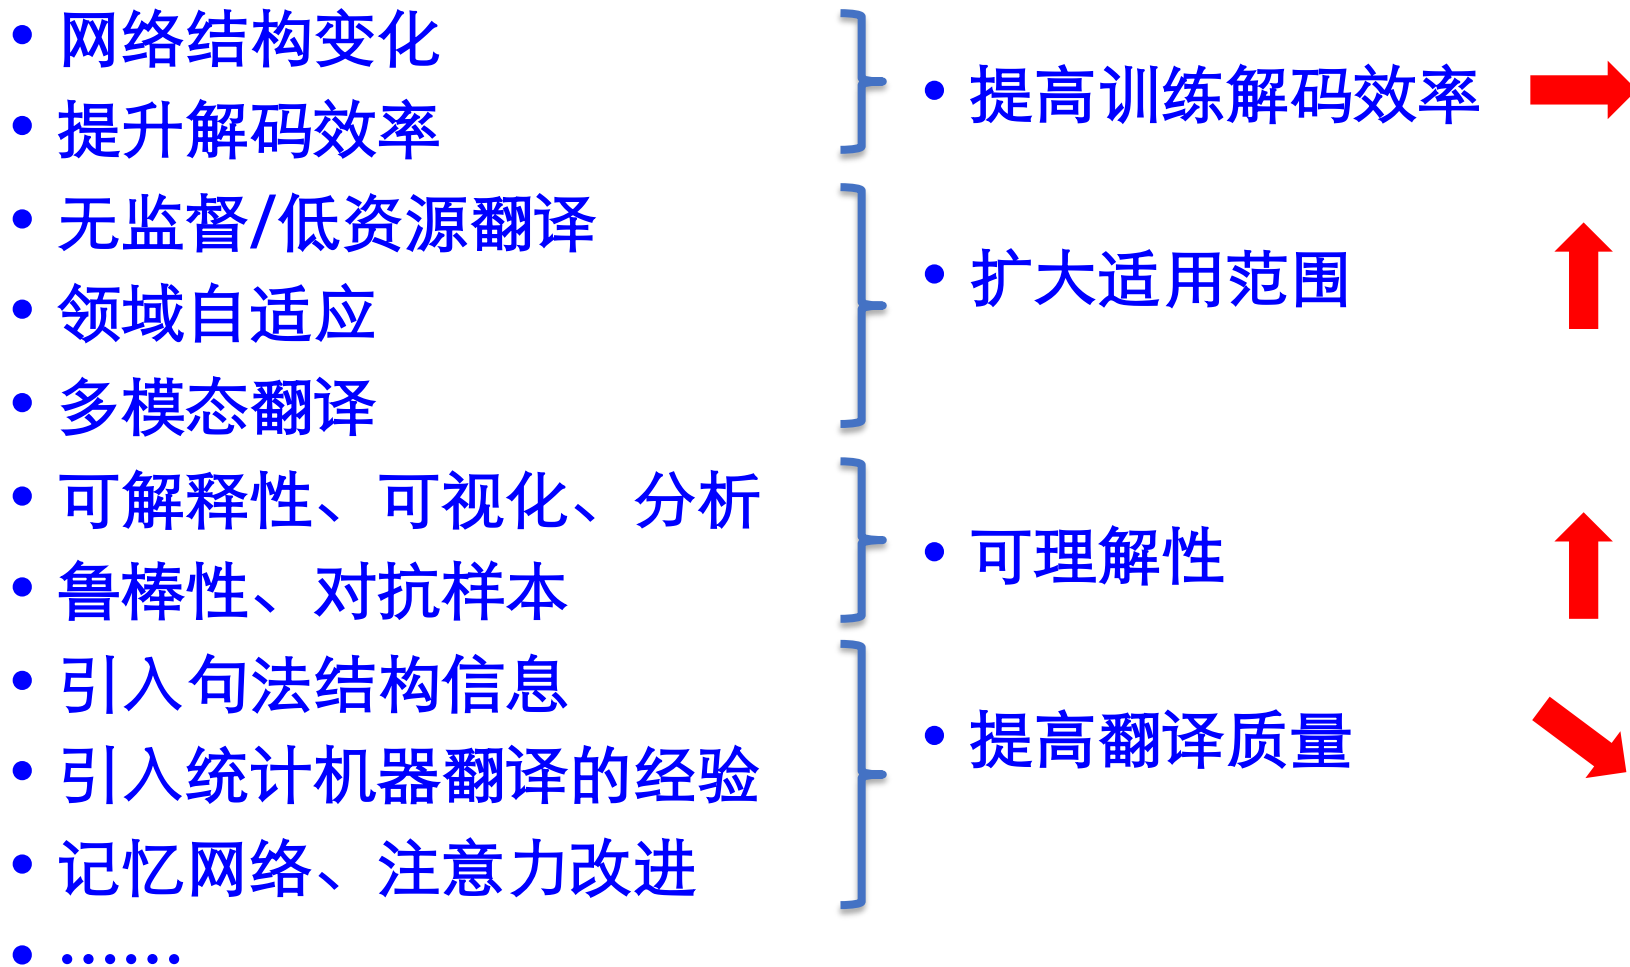 • 网络结构变化
• 提升解码效率
• 无监督/低资源翻译
• 领域自适应
• 多模态翻译
• 可解释性、可视化、分析
• 鲁棒性、对抗样本
• 引入句法结构信息
• 引入统计机器翻译的经验
• 记忆网络、注意力改进
• ······
• 提高训练解码效率
• 扩大适用范围
• 可理解性
• 提高翻译质量